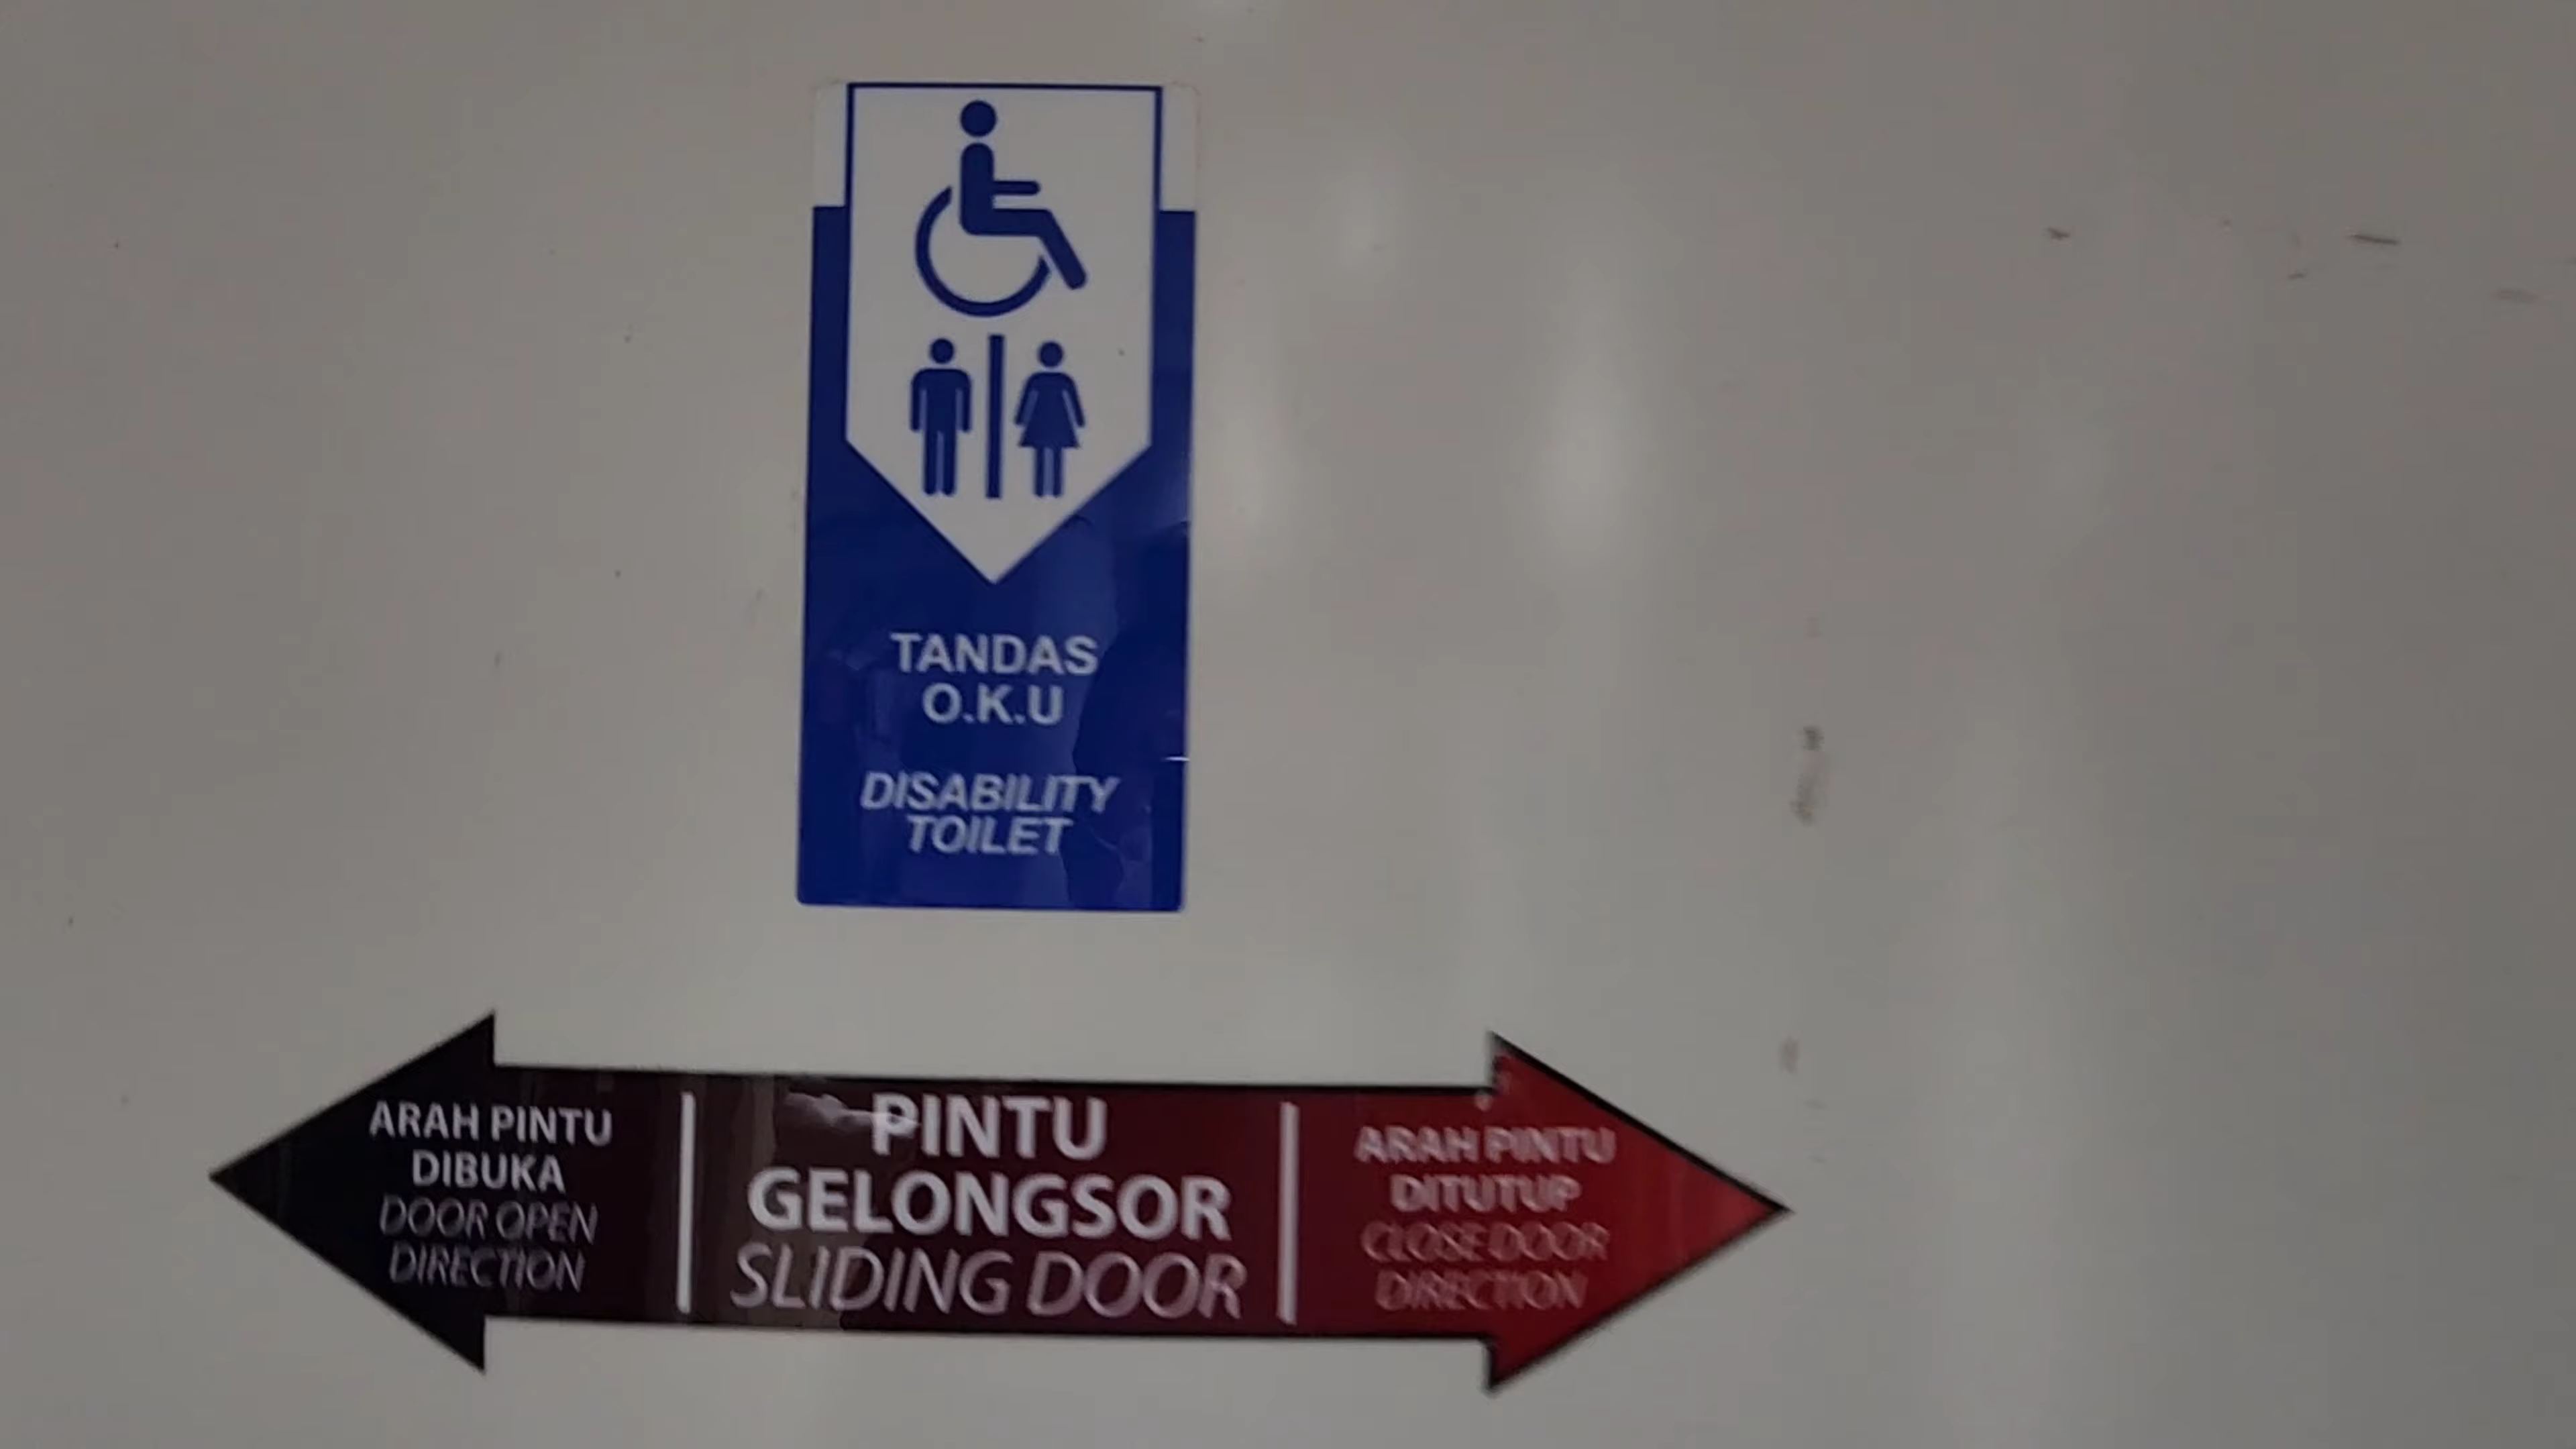 TANDAS
O.K.U
DISABILITY
TOILET
ARAH PINTU
DIBUKA
DOOR OPEN
DIRECTION
PINTU
GELONGSOR
SLIDING DOOR
ARAH PINTU
DITUTUP
CLOSE DOOR
DIRECTION